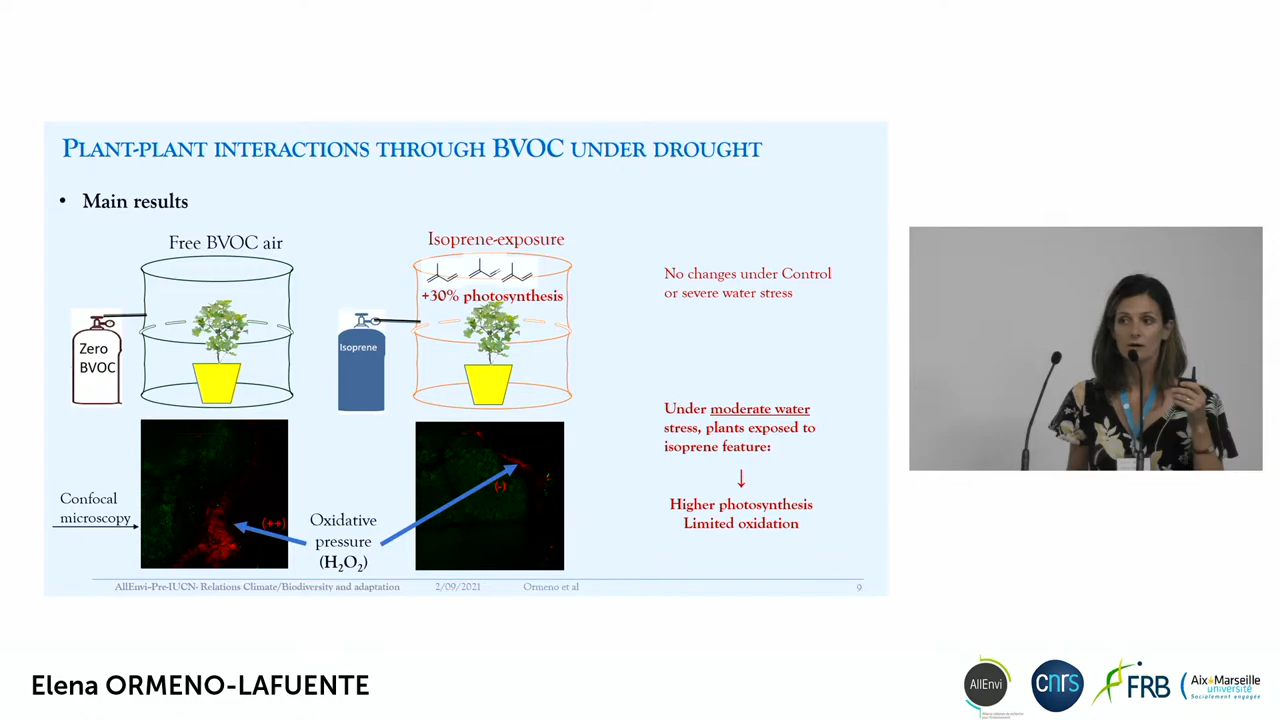 PLANT-PLANT INTERACTIONS THROUGH BVOC UNDER DROUGHT
• Main results
Free BVOC air
Isoprene-exposure
+30% photosynthesis
No changes under Control
or severe water stress
Zero
BVOC
Isoprene
Under moderate water
stress, plants exposed to
isoprene feature:
↓
Higher photosynthesis
Limited oxidation
Confocal
microscopy
(++)
Oxidative
pressure
(H₂O₂)
(-)
AllEnvi-Pre-IUCN- Relations Climate/Biodiversity and adaptation
2/09/2021
Ormeno et al
9
Elena ORMENO-LAFUENTE
AllEnvi
cnrs
FRB
Aix Marseille
université
Socialement engagée